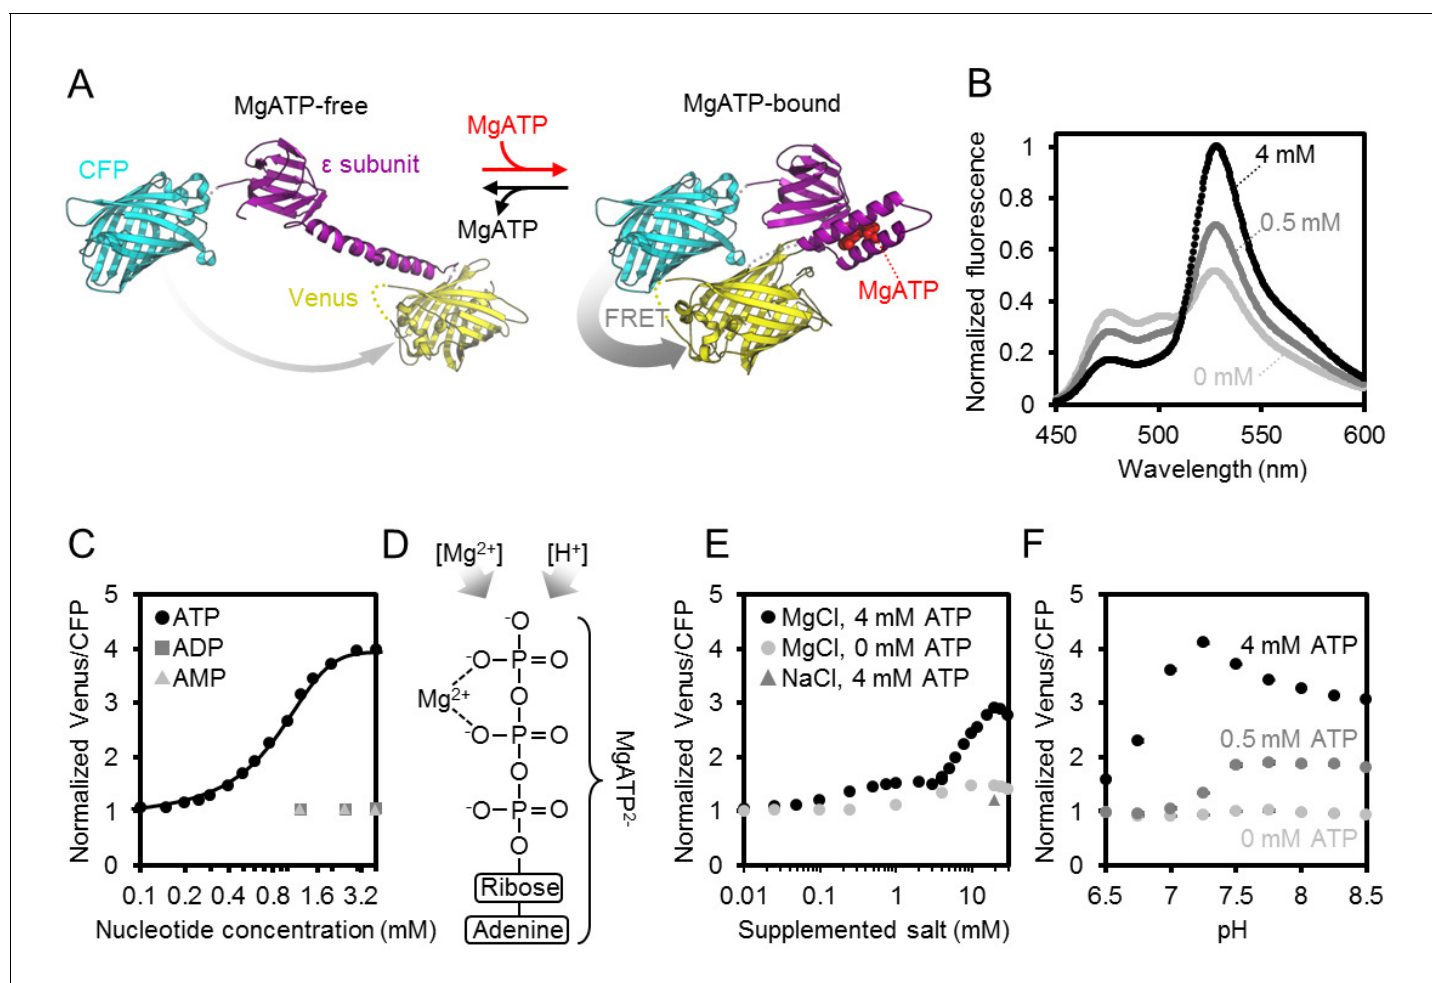 A
MgATP-free
MgATP-bound
CFP
ε subunit
MgATP
MgATP
Venus
FRET
MgATP
B
Normalized fluorescence
1
0.8
0.6
0.4
0.2
0
4 mM
0.5 mM
0 mM
450 500 550 600
Wavelength (nm)
C
Normalized Venus/CFP
5
4
3
2
1
0
ATP
ADP
AMP
0.1 0.2 0.4 0.8 1.6 3.2
Nucleotide concentration (mM)
D
[Mg²⁺] [H⁺]
⁻O
⁻O P=O
O
Mg²⁺
⁻O P=O
O
⁻O P=O
O
Ribose
Adenine
MgATP²⁻
E
Normalized Venus/CFP
5
4
3
2
1
0
MgCl, 4 mM ATP
MgCl, 0 mM ATP
NaCl, 4 mM ATP
0.01 0.1 1 10
Supplemented salt (mM)
F
Normalized Venus/CFP
5
4
3
2
1
0
4 mM ATP
0.5 mM ATP
0 mM ATP
6.5 7 7.5 8 8.5
pH